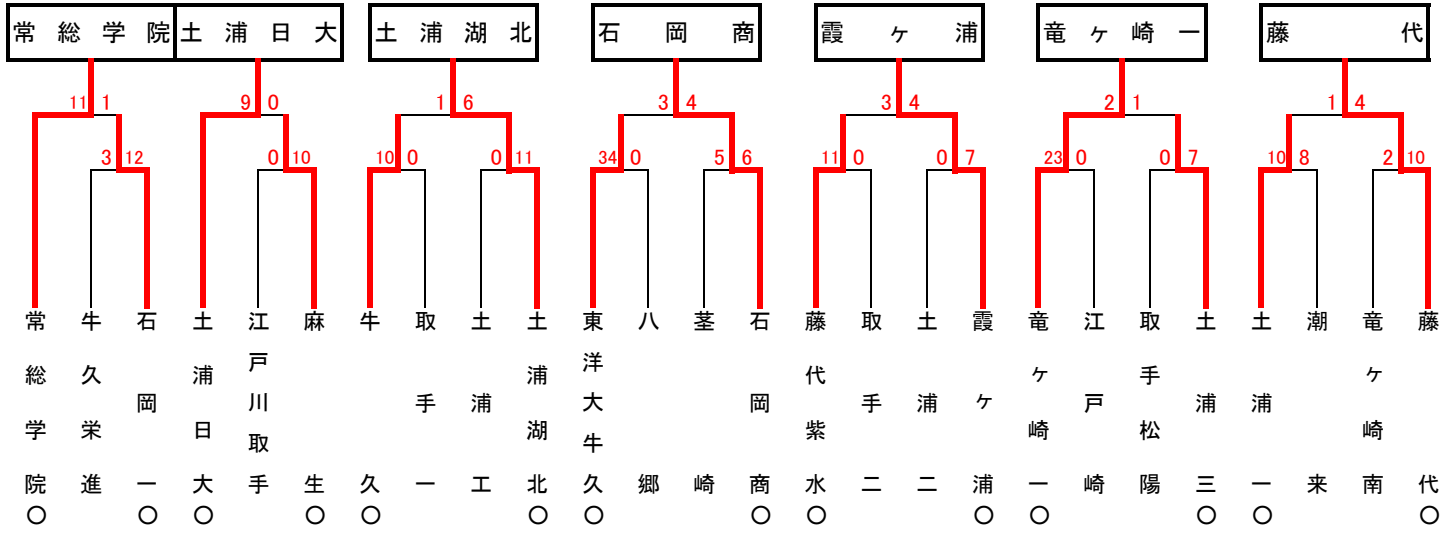 常総学院
土浦日大
土浦湖北
石岡商
霞ヶ浦
竜ヶ崎一
藤代
11 1
9 0
1 6
3 4
3 4
2 1
1 4
3 12
0 10
10 0
0 11
34 0
5 6
11 0
0 7
23 0
0 7
10 8
2 10
常総学院
牛久栄進
石岡一
土浦日大
江戸川取手
麻生
牛久
取手一
土浦工
土浦湖北
東洋大牛久
八郷
茎崎
石岡商
藤代紫水
取手二
土浦二
霞ヶ浦
竜ヶ崎一
江戸崎
取手松陽
土浦三
土浦一
潮来
竜ヶ崎南
藤代
○ ○ ○ ○ ○ ○ ○ ○ ○ ○ ○ ○ ○ ○